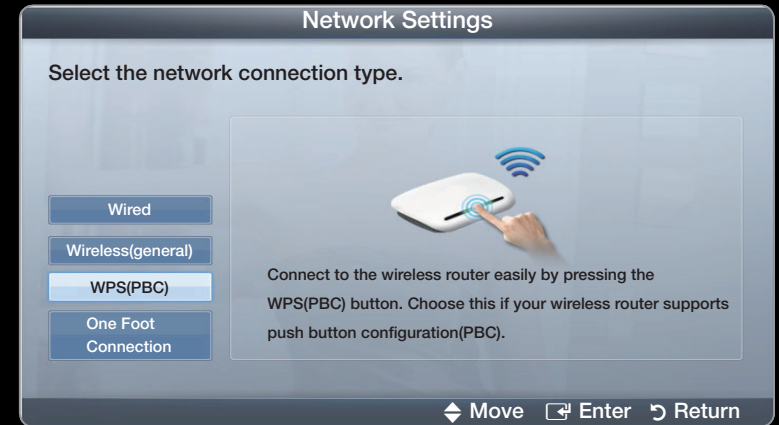 Network Settings
Select the network connection type.
Wired
Wireless(general)
WPS(PBC)
One Foot
Connection
Connect to the wireless router easily by pressing the
WPS(PBC) button. Choose this if your wireless router supports
push button configuration(PBC).
Move Enter Return